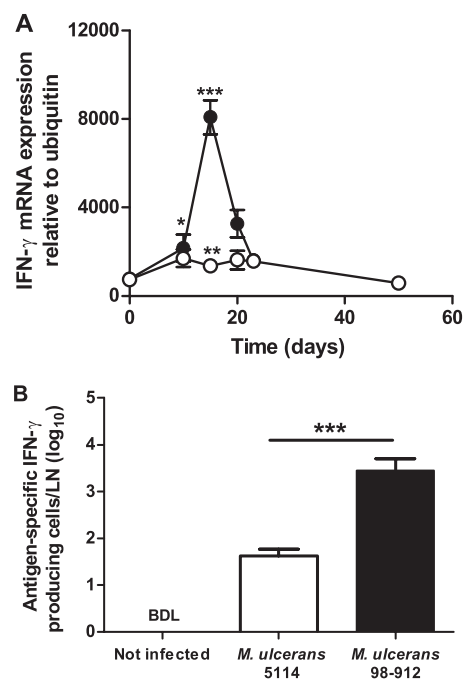 A
IFN-γ mRNA expression
relative to ubiquitin
12000
8000
4000
0
***
*
**
0
20
40
60
Time (days)
B
Antigen-specific IFN-γ
producing cells/LN (log10)
5
4
3
2
1
0
***
BDL
Not infected
M. ulcerans
5114
M. ulcerans
98-912